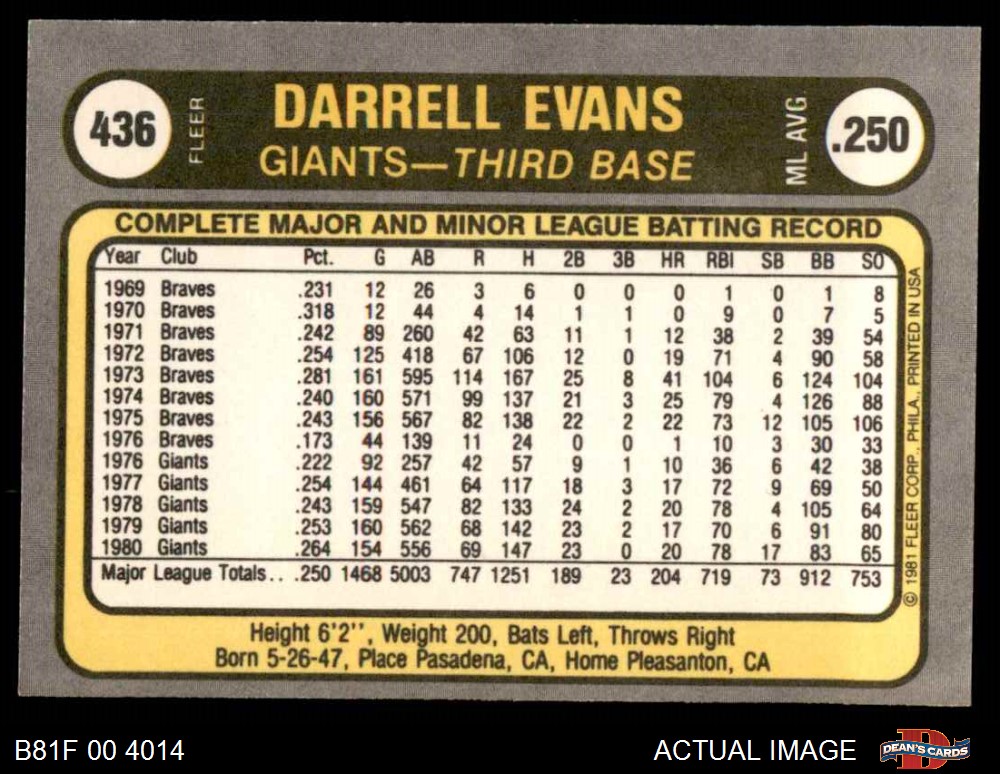 436
FLEER
DARRELL EVANS
GIANTS—THIRD BASE
ML AVG
.250
COMPLETE MAJOR AND MINOR LEAGUE BATTING RECORD
Year Club Pct. G AB R H 2B 3B HR RBI SB BB SO
1969 Braves .231 12 26 3 6 0 0 0 1 0 1 8
1970 Braves .318 12 44 4 14 1 1 0 9 0 7 5
1971 Braves .242 89 260 42 63 11 1 12 38 2 39 54
1972 Braves .254 125 418 67 106 12 0 19 71 4 90 58
1973 Braves .281 161 595 114 167 25 8 41 104 6 124 104
1974 Braves .240 160 571 99 137 21 3 25 79 4 126 88
1975 Braves .243 156 567 82 138 22 2 22 73 12 105 106
1976 Braves .173 44 139 11 24 0 0 1 10 3 30 33
1976 Giants .222 92 257 42 57 9 1 10 36 6 42 38
1977 Giants .254 144 461 64 117 18 3 17 72 9 69 50
1978 Giants .243 159 547 82 133 24 2 20 78 4 105 64
1979 Giants .253 160 562 68 142 23 2 17 70 6 91 80
1980 Giants .264 154 556 69 147 23 0 20 78 17 83 65
Major League Totals.. .250 1468 5003 747 1251 189 23 204 719 73 912 753
© 1981 FLEER CORP., PHILA., PRINTED IN USA
Height 6'2'', Weight 200, Bats Left, Throws Right
Born 5-26-47, Place Pasadena, CA, Home Pleasanton, CA
B81F 00 4014
ACTUAL IMAGE
DEAN'S CARDS